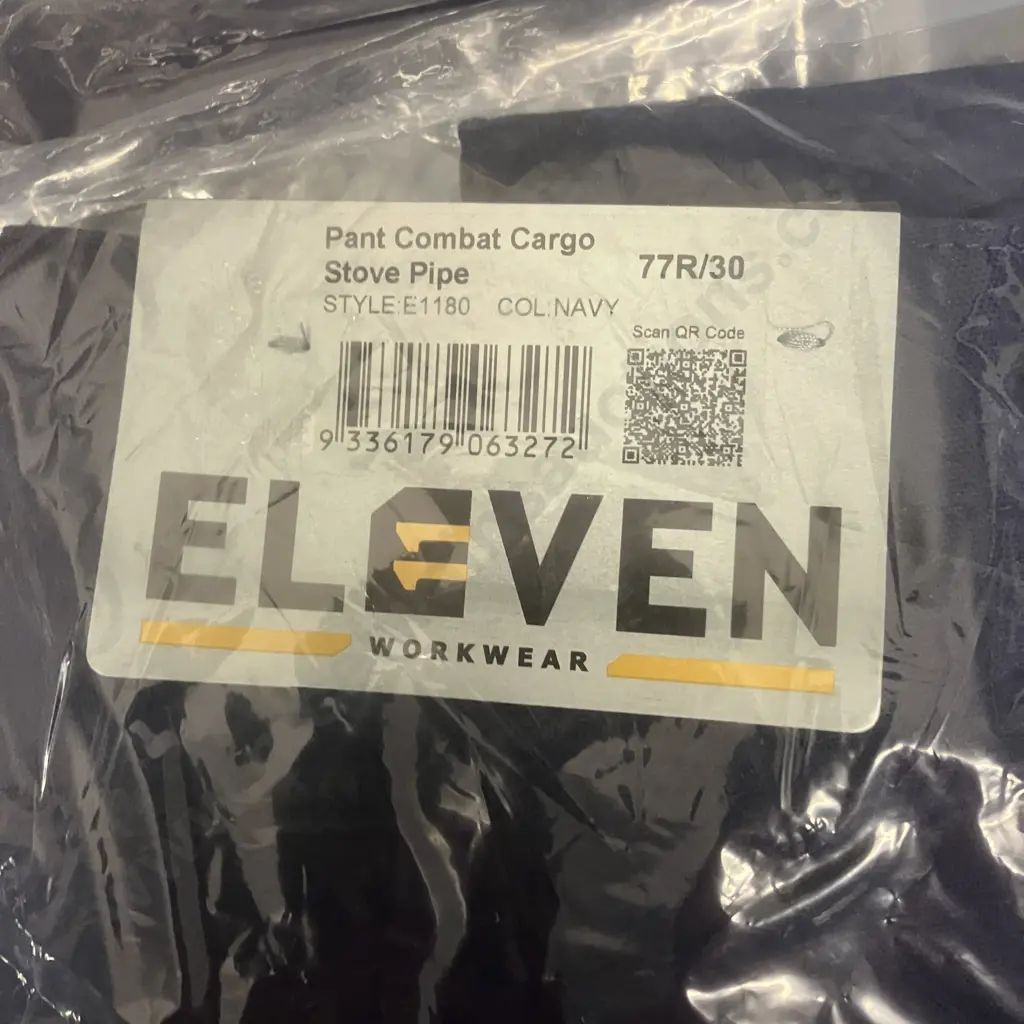 Pant Combat Cargo
Stove Pipe
77R/30
STYLE:E1180 COL:NAVY
Scan QR Code
9 336179 063272
ELEVEN
WORKWEAR